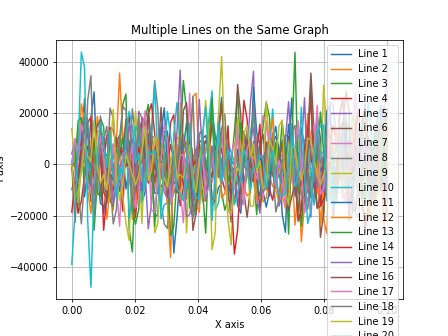 Multiple Lines on the Same Graph
40000
20000
0
−20000
−40000
0.00
0.02
0.04
0.06
X axis
Line 1
Line 2
Line 3
Line 4
Line 5
Line 6
Line 7
Line 8
Line 9
Line 10
Line 11
Line 12
Line 13
Line 14
Line 15
Line 16
Line 17
Line 18
Line 19
Line 20